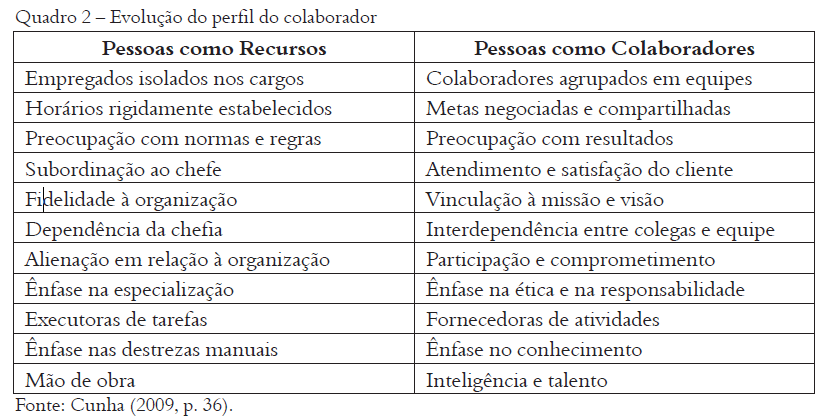 Quadro 2 – Evolução do perfil do colaborador
Pessoas como Recursos Pessoas como Colaboradores
Empregados isolados nos cargos Colaboradores agrupados em equipes
Horários rigidamente estabelecidos Metas negociadas e compartilhadas
Preocupação com normas e regras Preocupação com resultados
Subordinação ao chefe Atendimento e satisfação do cliente
Fidelidade à organização Vinculação à missão e visão
Dependência da chefia Interdependência entre colegas e equipe
Alienação em relação à organização Participação e comprometimento
Ênfase na especialização Ênfase na ética e na responsabilidade
Executoras de tarefas Fornecedoras de atividades
Ênfase nas destrezas manuais Ênfase no conhecimento
Mão de obra Inteligência e talento
Fonte: Cunha (2009, p. 36).